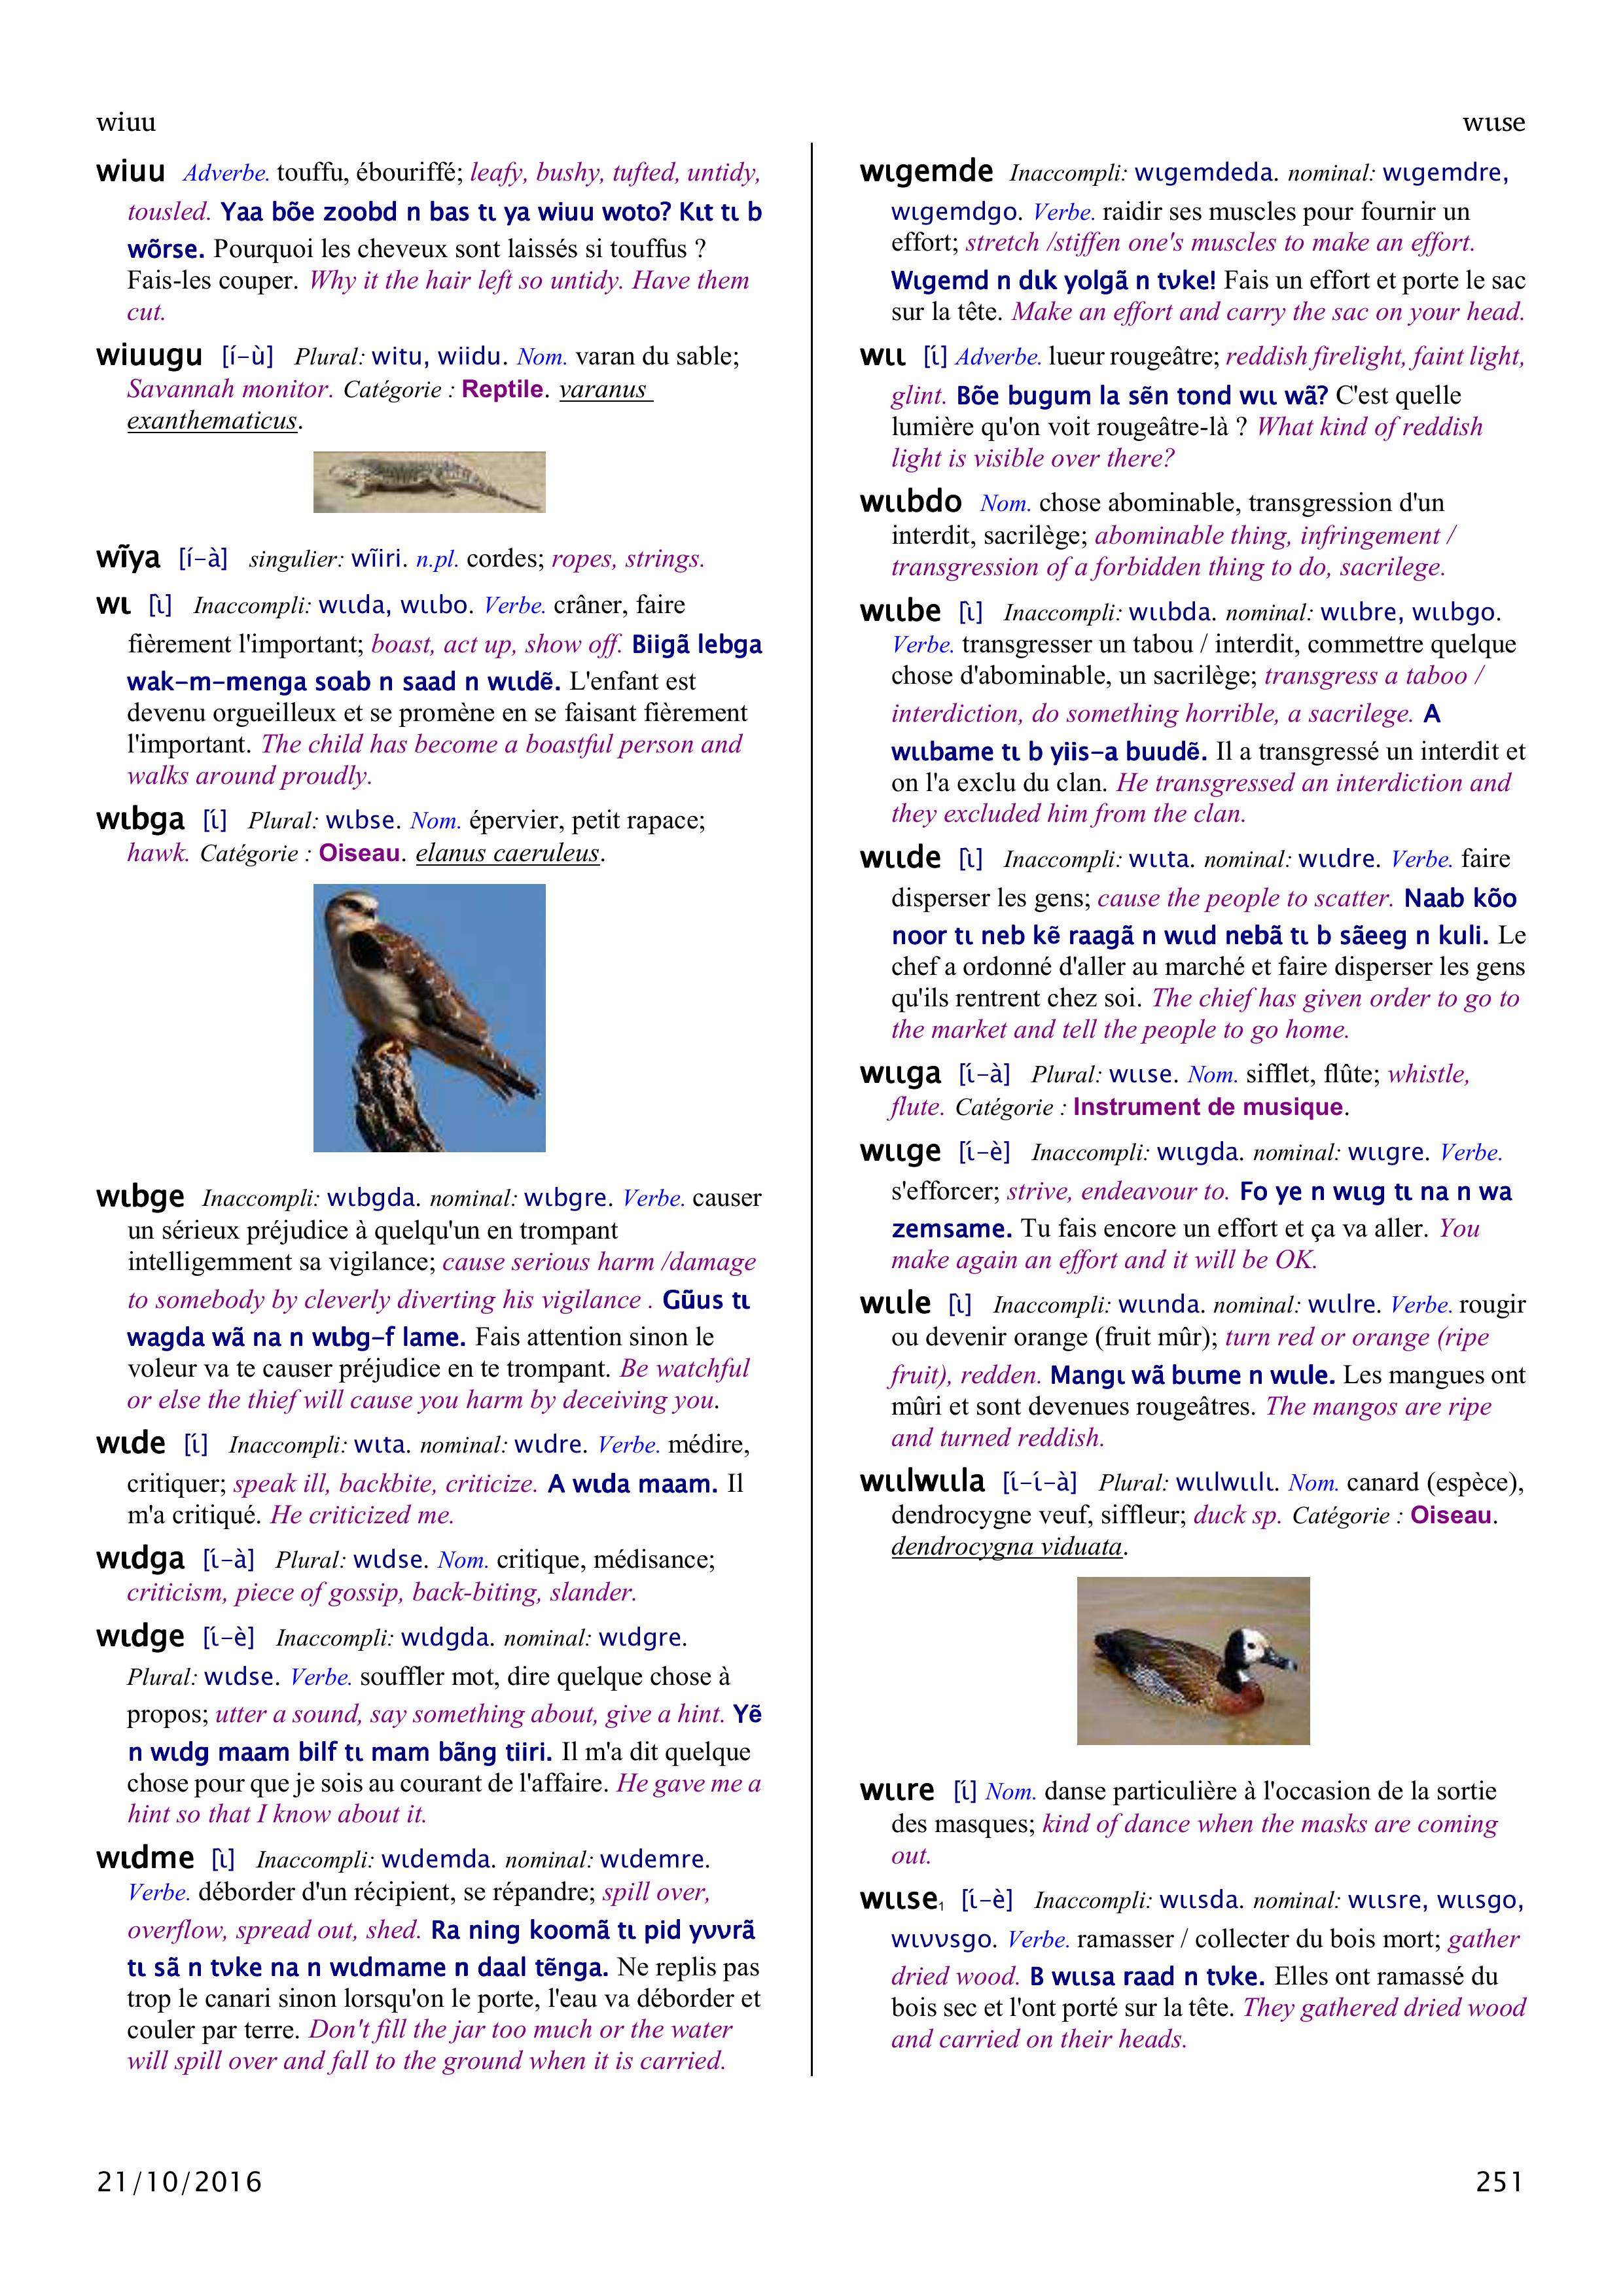 wiuu
wɩɩse
wiuu Adverbe. touffu, ébouriffé; leafy, bushy, tufted, untidy,
tousled. Yaa bõe zoobd n bas tɩ ya wiuu woto? Kɩt tɩ b
wõrse. Pourquoi les cheveux sont laissés si touffus ?
Fais-les couper. Why it the hair left so untidy. Have them
cut.
wiuugu [í-ù] Plural: witu, wiidu. Nom. varan du sable;
Savannah monitor. Catégorie : Reptile. varanus
exanthematicus.
wĩya [í-à] singulier: wĩiri. n.pl. cordes; ropes, strings.
wɩ [ɩ̀] Inaccompli: wɩɩda, wɩɩbo. Verbe. crâner, faire
fièrement l'important; boast, act up, show off. Biigã lebga
wak-m-menga soab n saad n wɩɩdẽ. L'enfant est
devenu orgueilleux et se promène en se faisant fièrement
l'important. The child has become a boastful person and
walks around proudly.
wɩbga [ɩ́] Plural: wɩbse. Nom. épervier, petit rapace;
hawk. Catégorie : Oiseau. elanus caeruleus.
wɩbge Inaccompli: wɩbgda. nominal: wɩbgre. Verbe. causer
un sérieux préjudice à quelqu'un en trompant
intelligemment sa vigilance; cause serious harm /damage
to somebody by cleverly diverting his vigilance . Gũus tɩ
wagda wã na n wɩbg-f lame. Fais attention sinon le
voleur va te causer préjudice en te trompant. Be watchful
or else the thief will cause you harm by deceiving you.
wɩde [ɩ́] Inaccompli: wɩta. nominal: wɩdre. Verbe. médire,
critiquer; speak ill, backbite, criticize. A wɩda maam. Il
m'a critiqué. He criticized me.
wɩdga [ɩ́-à] Plural: wɩdse. Nom. critique, médisance;
criticism, piece of gossip, back-biting, slander.
wɩdge [ɩ́-è] Inaccompli: wɩdgda. nominal: wɩdgre.
Plural: wɩdse. Verbe. souffler mot, dire quelque chose à
propos; utter a sound, say something about, give a hint. Yẽ
n wɩdg maam bilf tɩ mam bãng tiiri. Il m'a dit quelque
chose pour que je sois au courant de l'affaire. He gave me a
hint so that I know about it.
wɩdme [ɩ̀] Inaccompli: wɩdemda. nominal: wɩdemre.
Verbe. déborder d'un récipient, se répandre; spill over,
overflow, spread out, shed. Ra ning koomã tɩ pid yʋʋrã
tɩ sã n tʋke na n wɩdmame n daal tẽnga. Ne replis pas
trop le canari sinon lorsqu'on le porte, l'eau va déborder et
couler par terre. Don't fill the jar too much or the water
will spill over and fall to the ground when it is carried.
wɩgemde Inaccompli: wɩgemdeda. nominal: wɩgemdre,
wɩgemdgo. Verbe. raidir ses muscles pour fournir un
effort; stretch /stiffen one's muscles to make an effort.
Wɩgemd n dɩk yolgã n tʋke! Fais un effort et porte le sac
sur la tête. Make an effort and carry the sac on your head.
wɩɩ [ɩ́] Adverbe. lueur rougeâtre; reddish firelight, faint light,
glint. Bõe bugum la sẽn tond wɩɩ wã? C'est quelle
lumière qu'on voit rougeâtre-là ? What kind of reddish
light is visible over there?
wɩɩbdo Nom. chose abominable, transgression d'un
interdit, sacrilège; abominable thing, infringement /
transgression of a forbidden thing to do, sacrilege.
wɩɩbe [ɩ̀] Inaccompli: wɩɩbda. nominal: wɩɩbre, wɩɩbgo.
Verbe. transgresser un tabou / interdit, commettre quelque
chose d'abominable, un sacrilège; transgress a taboo /
interdiction, do something horrible, a sacrilege. A
wɩɩbame tɩ b yiis-a buudẽ. Il a transgressé un interdit et
on l'a exclu du clan. He transgressed an interdiction and
they excluded him from the clan.
wɩɩde [ɩ̀] Inaccompli: wɩɩta. nominal: wɩɩdre. Verbe. faire
disperser les gens; cause the people to scatter. Naab kõo
noor tɩ neb kẽ raagã n wɩɩd nebã tɩ b sãeeg n kuli. Le
chef a ordonné d'aller au marché et faire disperser les gens
qu'ils rentrent chez soi. The chief has given order to go to
the market and tell the people to go home.
wɩɩga [ɩ́-à] Plural: wɩɩse. Nom. sifflet, flûte; whistle,
flute. Catégorie : Instrument de musique.
wɩɩge [ɩ́-è] Inaccompli: wɩɩgda. nominal: wɩɩgre. Verbe.
s'efforcer; strive, endeavour to. Fo ye n wɩɩg tɩ na n wa
zemsame. Tu fais encore un effort et ça va aller. You
make again an effort and it will be OK.
wɩɩle [ɩ̀] Inaccompli: wɩɩnda. nominal: wɩɩlre. Verbe. rougir
ou devenir orange (fruit mûr); turn red or orange (ripe
fruit), redden. Mangɩ wã bɩɩme n wɩɩle. Les mangues ont
mûri et sont devenues rougeâtres. The mangos are ripe
and turned reddish.
wɩɩlwɩɩla [ɩ́-ɩ́-à] Plural: wɩɩlwɩɩlɩ. Nom. canard (espèce),
dendrocygne veuf, siffleur; duck sp. Catégorie : Oiseau.
dendrocygna viduata.
wɩɩre [ɩ́] Nom. danse particulière à l'occasion de la sortie
des masques; kind of dance when the masks are coming
out.
wɩɩse₁ [ɩ́-è] Inaccompli: wɩɩsda. nominal: wɩɩsre, wɩɩsgo,
wɩʋʋsgo. Verbe. ramasser / collecter du bois mort; gather
dried wood. B wɩɩsa raad n tʋke. Elles ont ramassé du
bois sec et l'ont porté sur la tête. They gathered dried wood
and carried on their heads.
21/10/2016
251